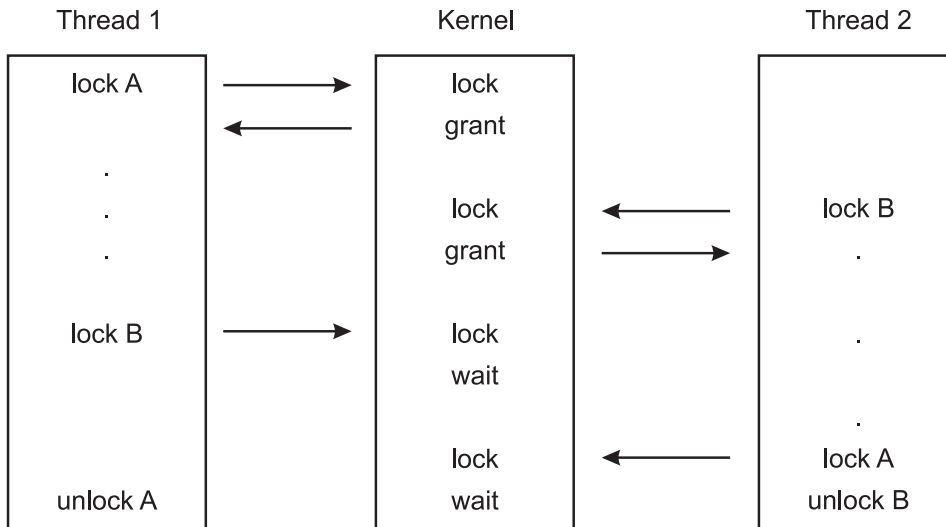 Thread 1 Kernel Thread 2
lock A lock
grant
.
. lock lock B
. grant .
lock B lock .
wait
.
lock lock A
unlock A wait unlock B